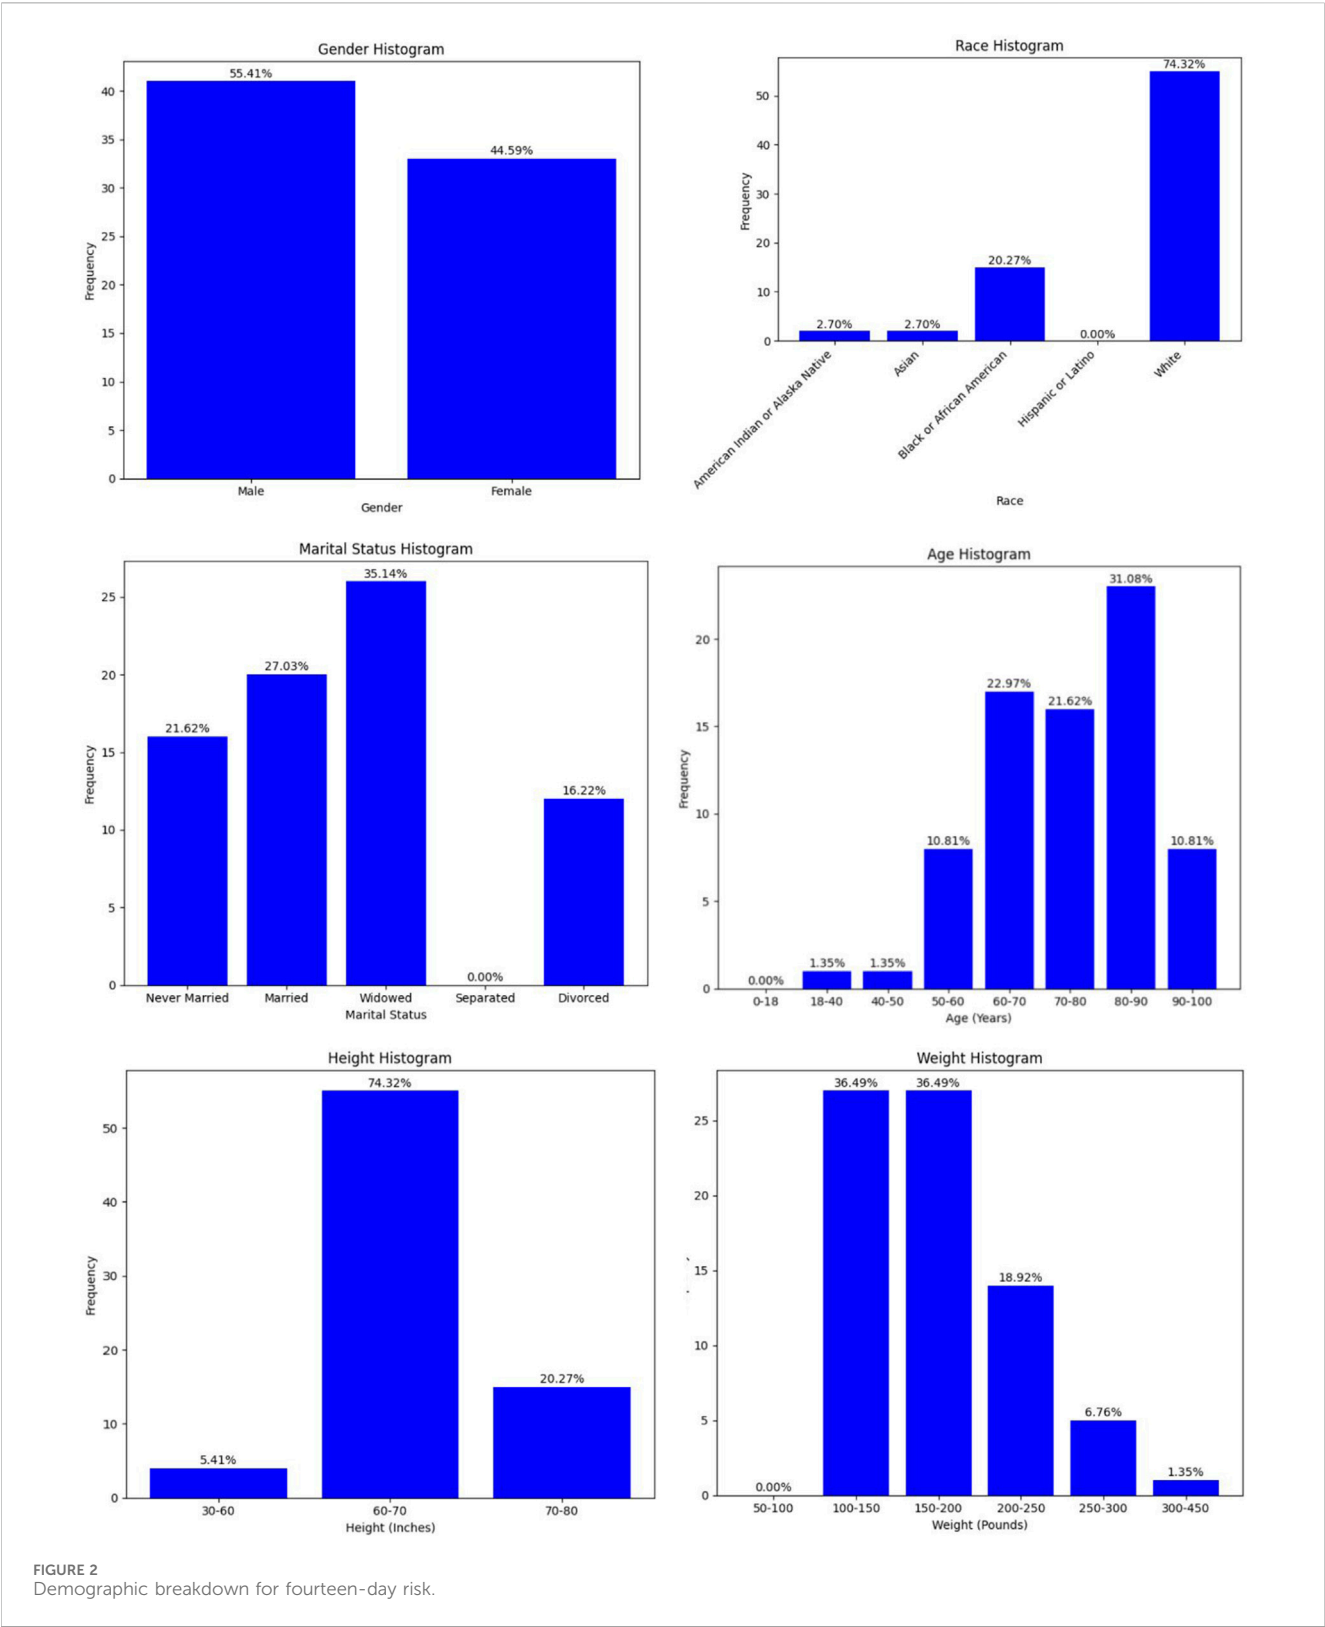 Gender Histogram
55.41%
44.59%
Frequency
40
35
30
25
20
15
10
5
0
Male Female
Gender
Race Histogram
74.32%
20.27%
2.70% 2.70% 0.00%
Frequency
50
40
30
20
10
0
American Indian or Alaska Native
Asian
Black or African American
Hispanic or Latino
White
Race
Marital Status Histogram
35.14%
27.03%
21.62%
16.22%
0.00%
Frequency
25
20
15
10
5
0
Never Married Married Widowed Separated Divorced
Marital Status
Age Histogram
31.08%
22.97%
21.62%
10.81% 10.81%
0.00% 1.35% 1.35%
Frequency
20
15
10
5
0
0-18 18-40 40-50 50-60 60-70 70-80 80-90 90-100
Age (Years)
Height Histogram
74.32%
20.27%
5.41%
Frequency
50
40
30
20
10
0
30-60 60-70 70-80
Height (Inches)
Weight Histogram
36.49% 36.49%
18.92%
6.76%
1.35%
0.00%
25
20
15
10
5
0
50-100 100-150 150-200 200-250 250-300 300-450
Weight (Pounds)
FIGURE 2
Demographic breakdown for fourteen-day risk.